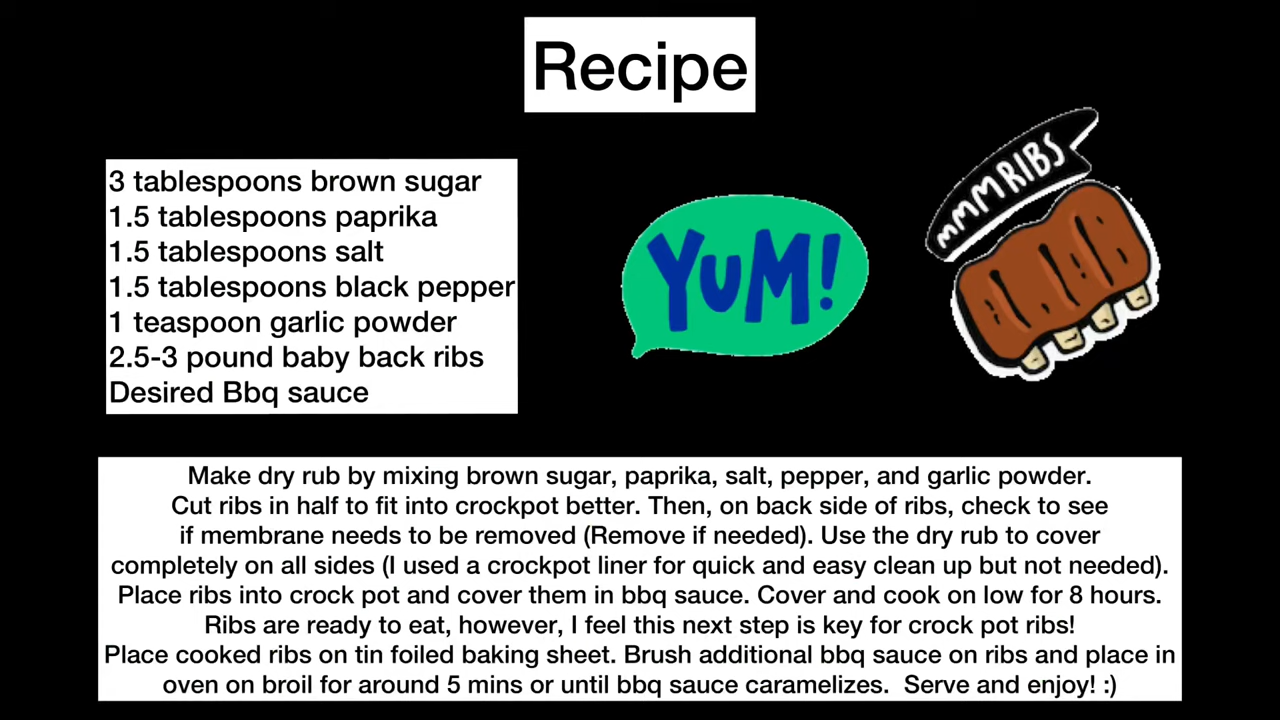 Recipe
3 tablespoons brown sugar
1.5 tablespoons paprika
1.5 tablespoons salt
1.5 tablespoons black pepper
1 teaspoon garlic powder
2.5-3 pound baby back ribs
Desired Bbq sauce
YUM!
mMM RIBS
Make dry rub by mixing brown sugar, paprika, salt, pepper, and garlic powder.
Cut ribs in half to fit into crockpot better. Then, on back side of ribs, check to see
if membrane needs to be removed (Remove if needed). Use the dry rub to cover
completely on all sides (I used a crockpot liner for quick and easy clean up but not needed).
Place ribs into crock pot and cover them in bbq sauce. Cover and cook on low for 8 hours.
Ribs are ready to eat, however, I feel this next step is key for crock pot ribs!
Place cooked ribs on tin foiled baking sheet. Brush additional bbq sauce on ribs and place in
oven on broil for around 5 mins or until bbq sauce caramelizes.  Serve and enjoy! :)